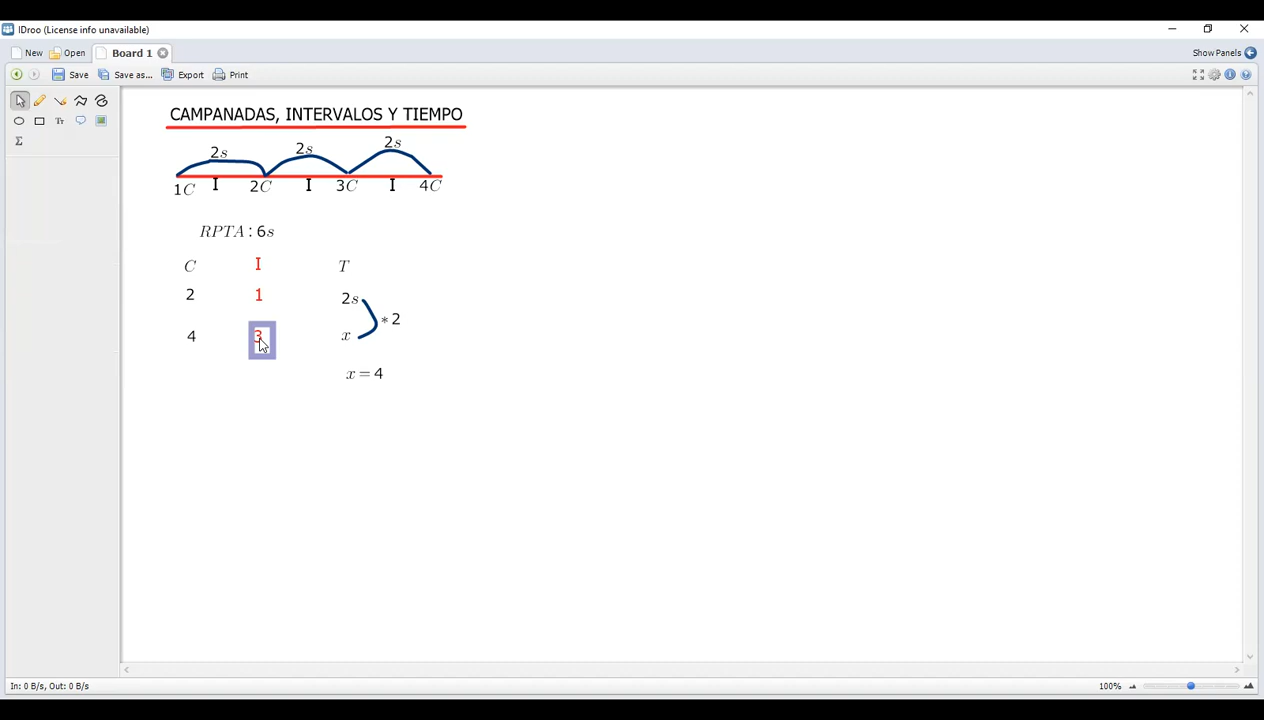 IDroo (License info unavailable)
New Open Board 1 Show Panels
Save Save as... Export Print
Tт
Σ
CAMPANADAS, INTERVALOS Y TIEMPO
2s 2s 2s
1C I 2C I 3C I 4C
RPTA : 6s
C I T
2 1 2s
∗ 2
4 3 x
x = 4
In: 0 B/s, Out: 0 B/s 100%